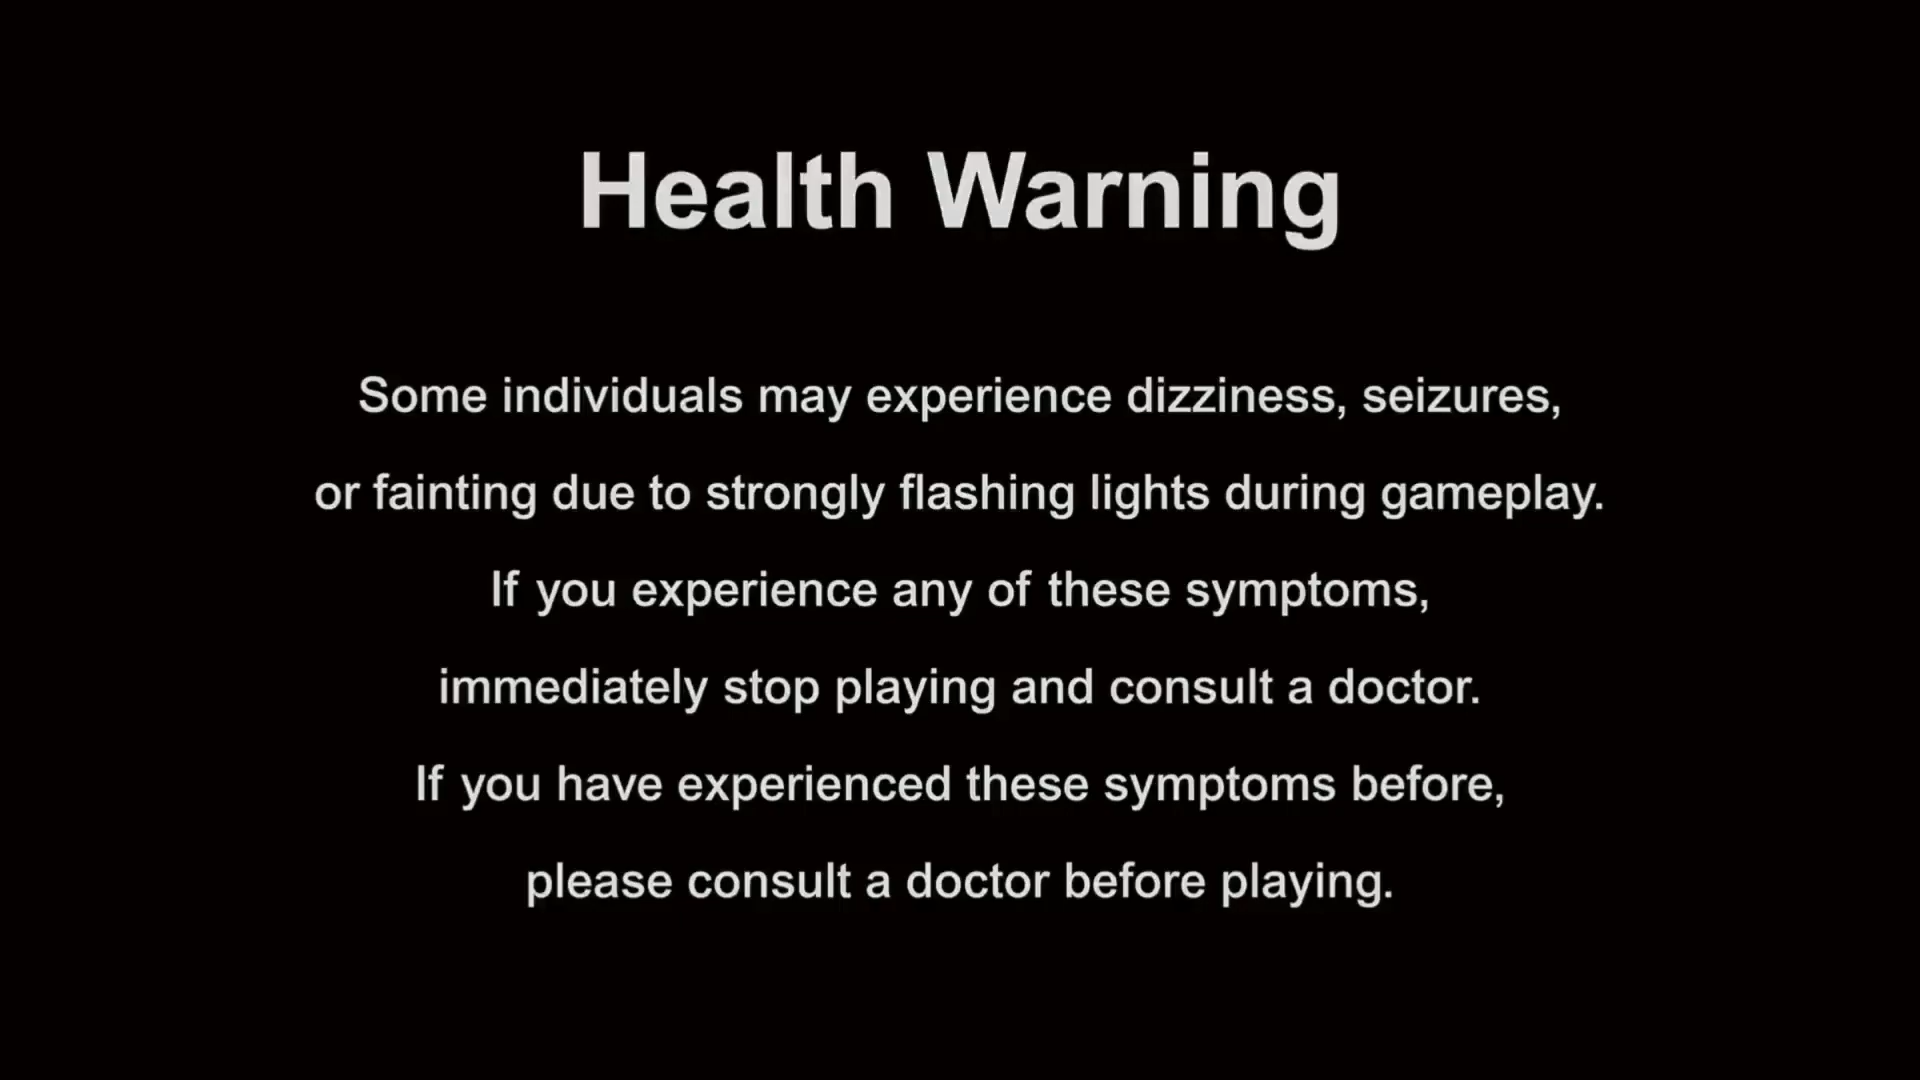 Health Warning
Some individuals may experience dizziness, seizures,
or fainting due to strongly flashing lights during gameplay.
If you experience any of these symptoms,
immediately stop playing and consult a doctor.
If you have experienced these symptoms before,
please consult a doctor before playing.